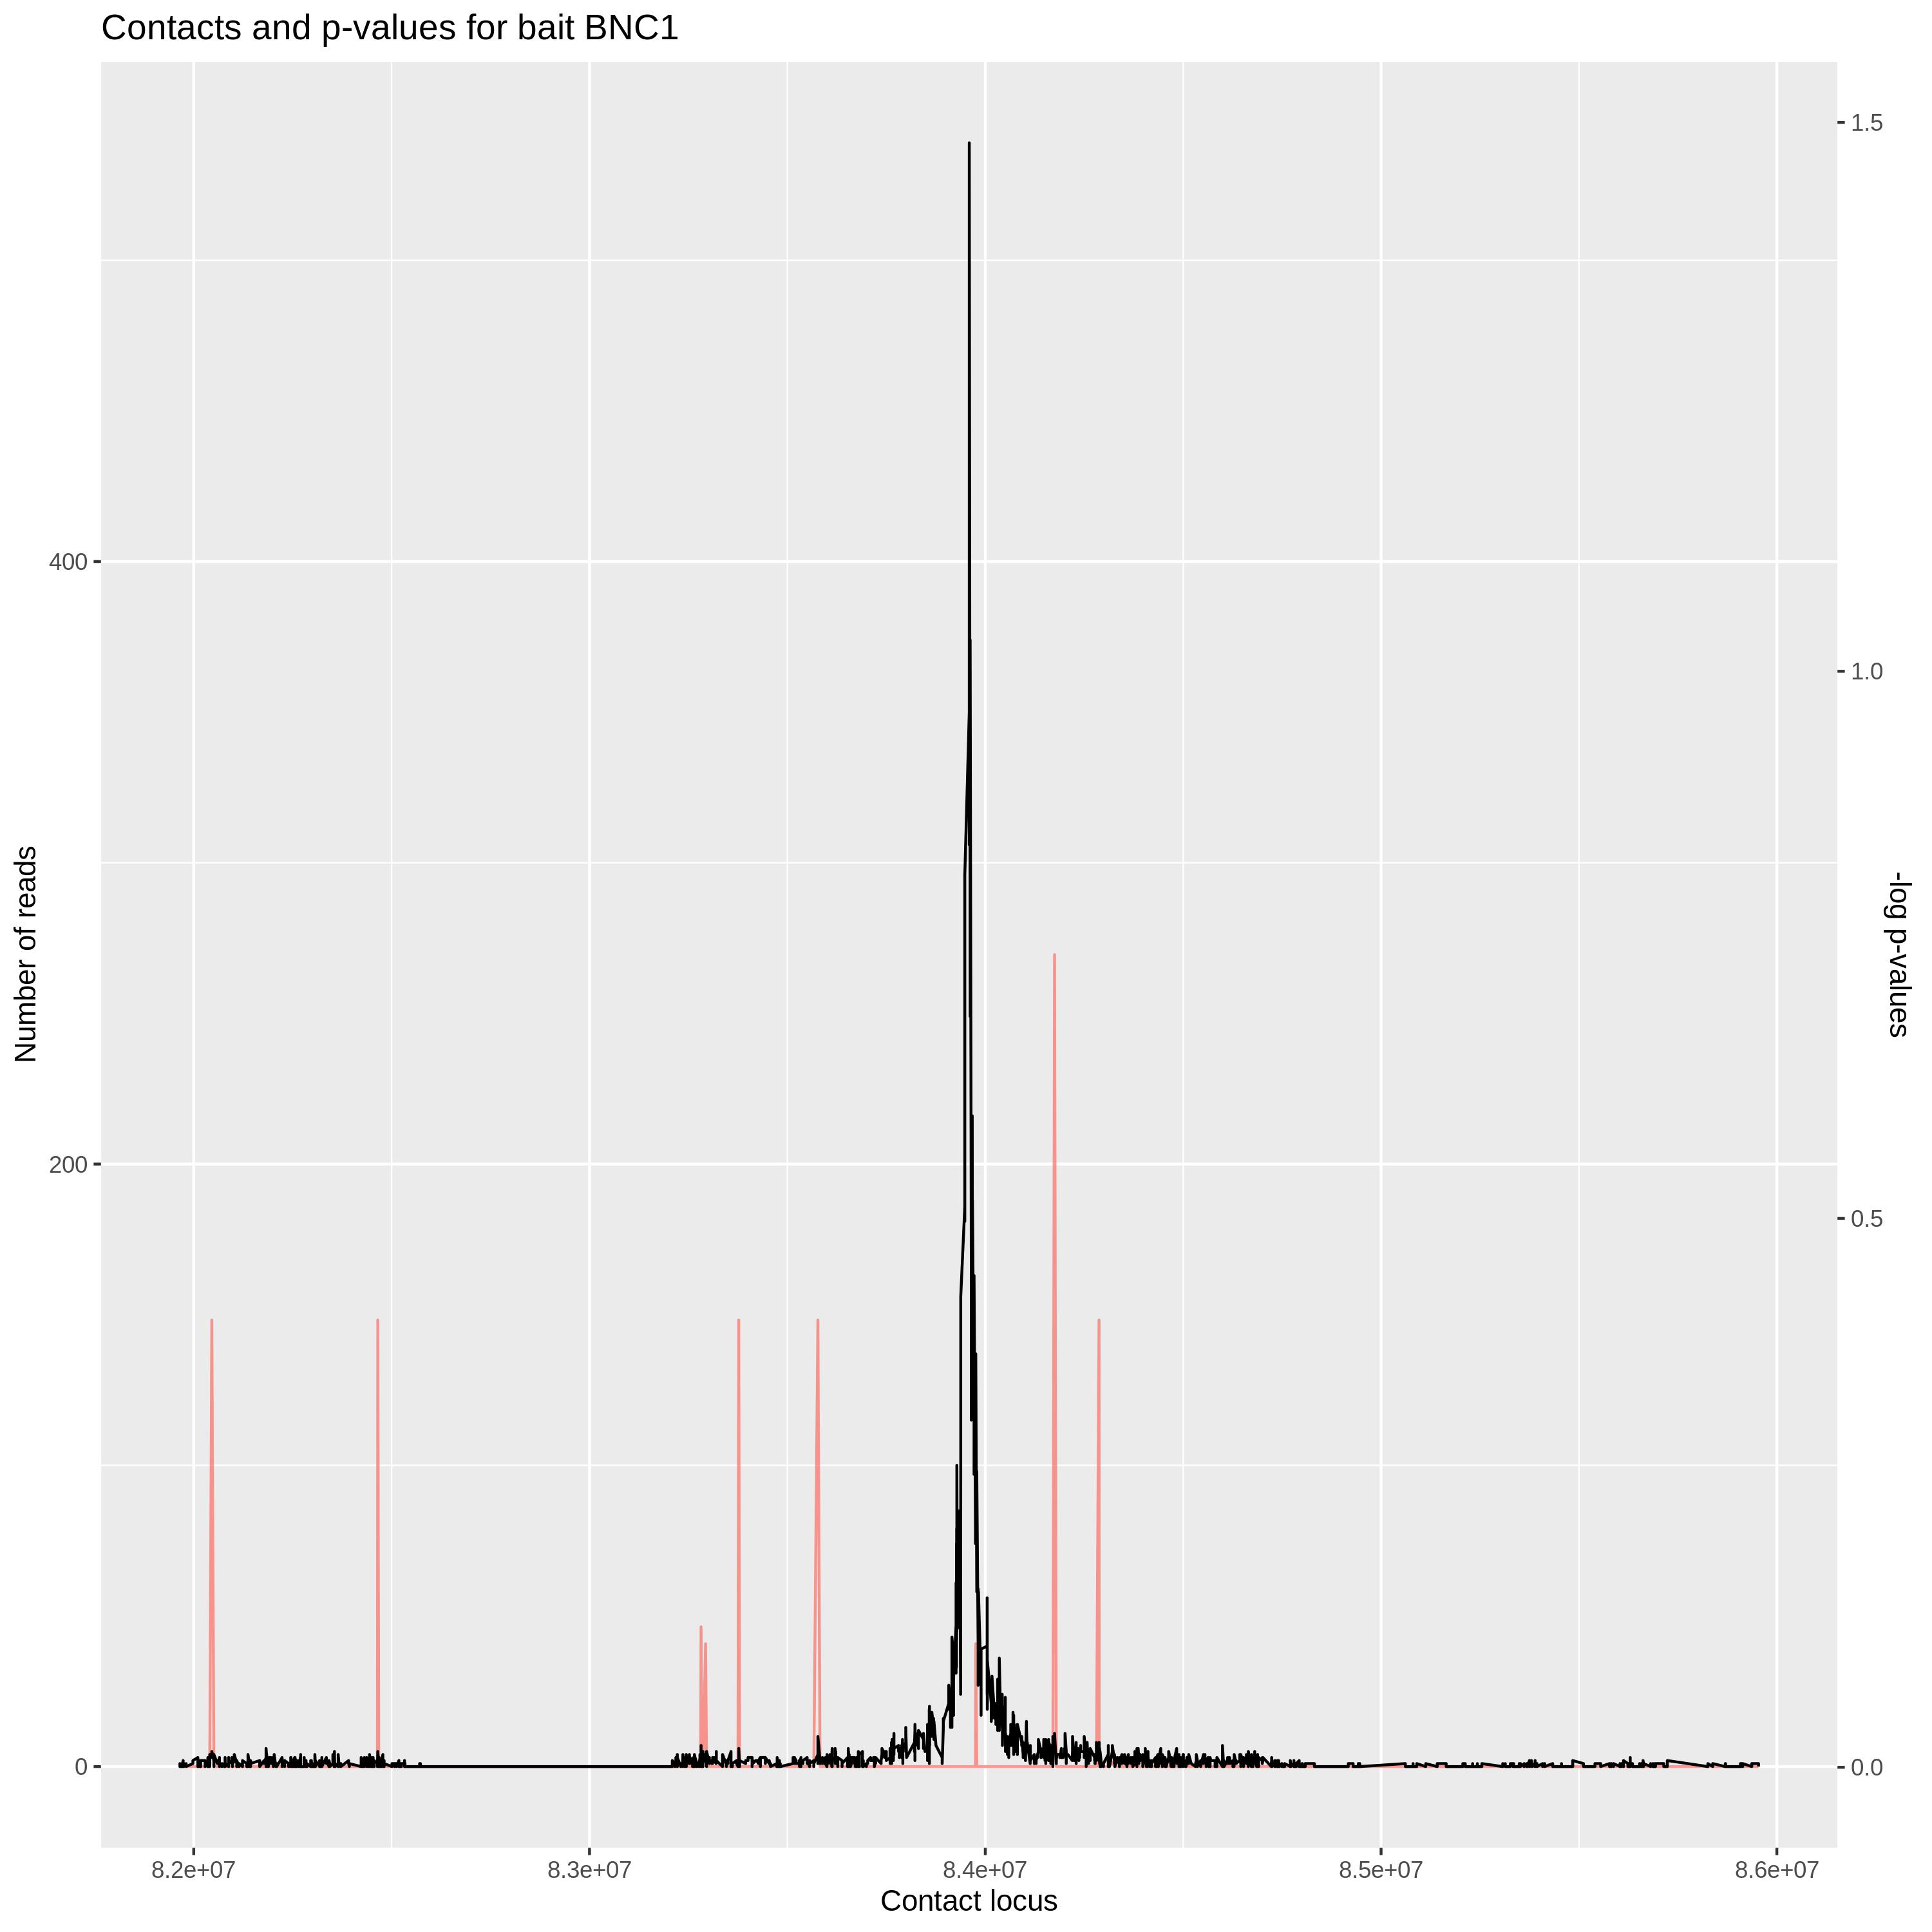 Contacts and p-values for bait BNC1
1.5
400
1.0
Number of reads
-log p-values
200
0.5
0
0.0
8.2e+07 8.3e+07 8.4e+07 8.5e+07 8.6e+07
Contact locus